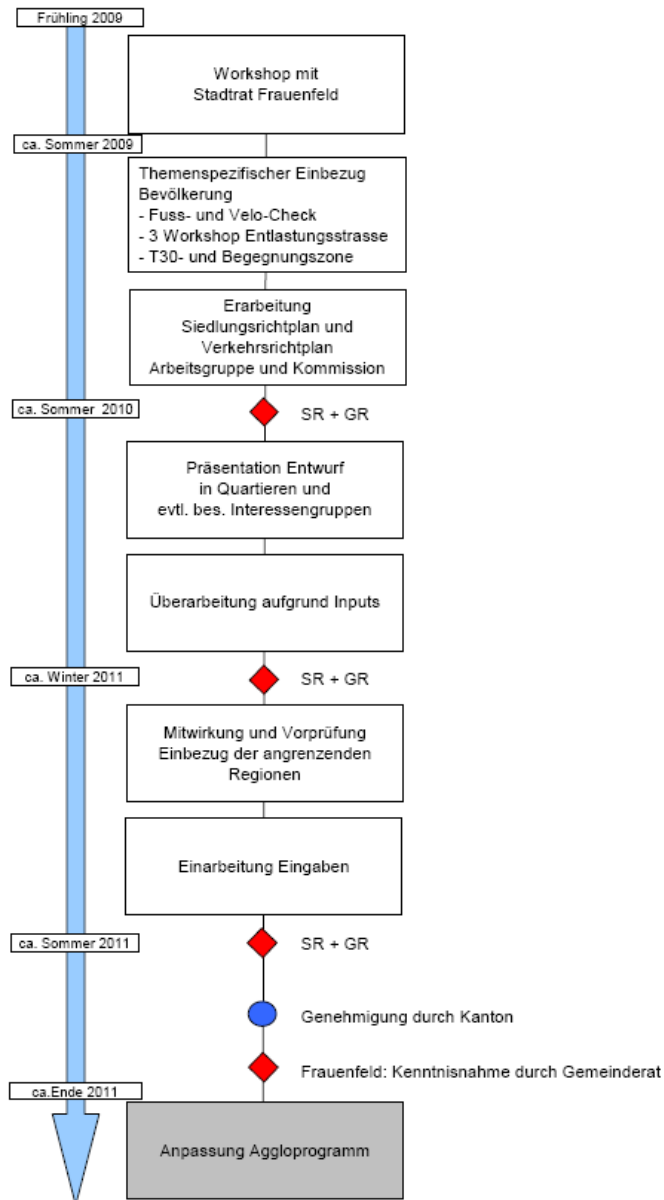 Frühling 2009
Workshop mit
Stadtrat Frauenfeld
ca. Sommer 2009
Themenspezifischer Einbezug
Bevölkerung
- Fuss- und Velo-Check
- 3 Workshop Entlastungsstrasse
- T30- und Begegnungszone
Erarbeitung
Siedlungsrichtplan und
Verkehrsrichtplan
Arbeitsgruppe und Kommission
ca. Sommer 2010
SR + GR
Präsentation Entwurf
in Quartieren und
evtl. bes. Interessengruppen
Überarbeitung aufgrund Inputs
ca. Winter 2011
SR + GR
Mitwirkung und Vorprüfung
Einbezug der angrenzenden
Regionen
Einarbeitung Eingaben
ca. Sommer 2011
SR + GR
Genehmigung durch Kanton
Frauenfeld: Kenntnisnahme durch Gemeinderat
ca.Ende 2011
Anpassung Aggloprogramm